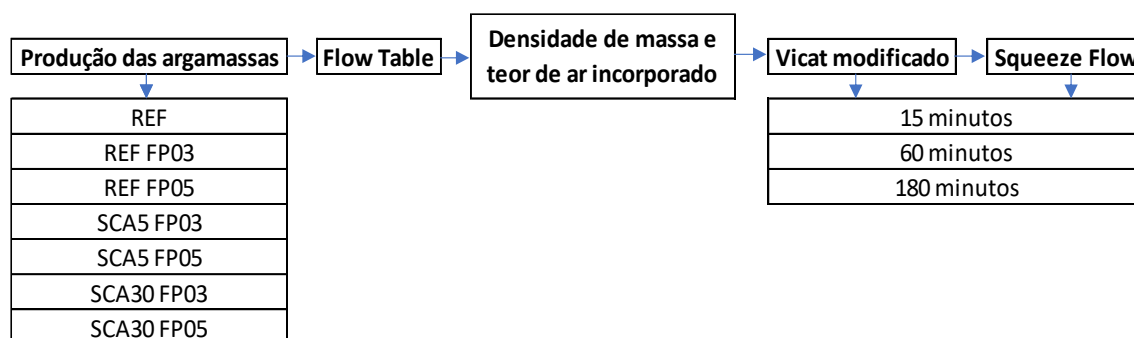 Produção das argamassas
Flow Table
Densidade de massa e
teor de ar incorporado
Vicat modificado
Squeeze Flow
REF
REF FP03
REF FP05
SCA5 FP03
SCA5 FP05
SCA30 FP03
SCA30 FP05
15 minutos
60 minutos
180 minutos